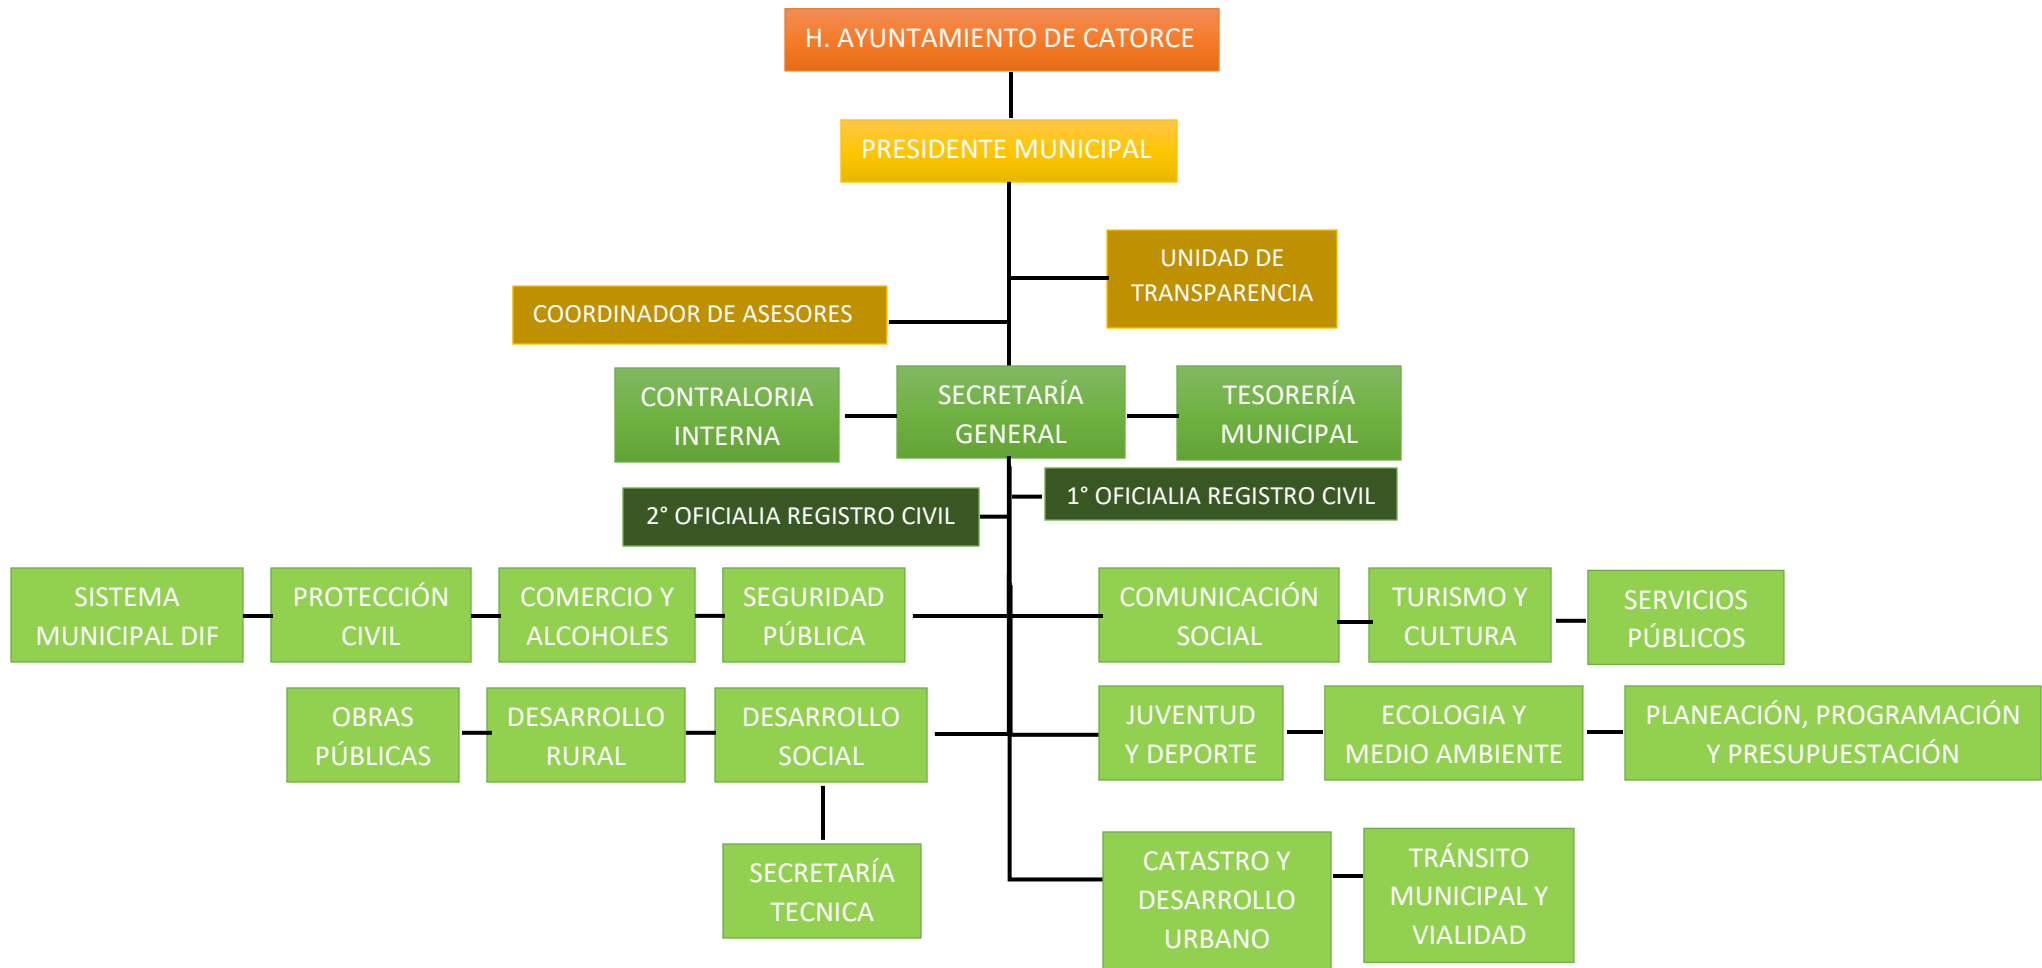 H. AYUNTAMIENTO DE CATORCE
PRESIDENTE MUNICIPAL
UNIDAD DE
TRANSPARENCIA
COORDINADOR DE ASESORES
CONTRALORIA
INTERNA
SECRETARÍA
GENERAL
TESORERÍA
MUNICIPAL
1° OFICIALIA REGISTRO CIVIL
2° OFICIALIA REGISTRO CIVIL
SISTEMA
MUNICIPAL DIF
PROTECCIÓN
CIVIL
COMERCIO Y
ALCOHOLES
SEGURIDAD
PÚBLICA
COMUNICACIÓN
SOCIAL
TURISMO Y
CULTURA
SERVICIOS
PÚBLICOS
OBRAS
PÚBLICAS
DESARROLLO
RURAL
DESARROLLO
SOCIAL
JUVENTUD
Y DEPORTE
ECOLOGIA Y
MEDIO AMBIENTE
PLANEACIÓN, PROGRAMACIÓN
Y PRESUPUESTACIÓN
SECRETARÍA
TECNICA
CATASTRO Y
DESARROLLO
URBANO
TRÁNSITO
MUNICIPAL Y
VIALIDAD